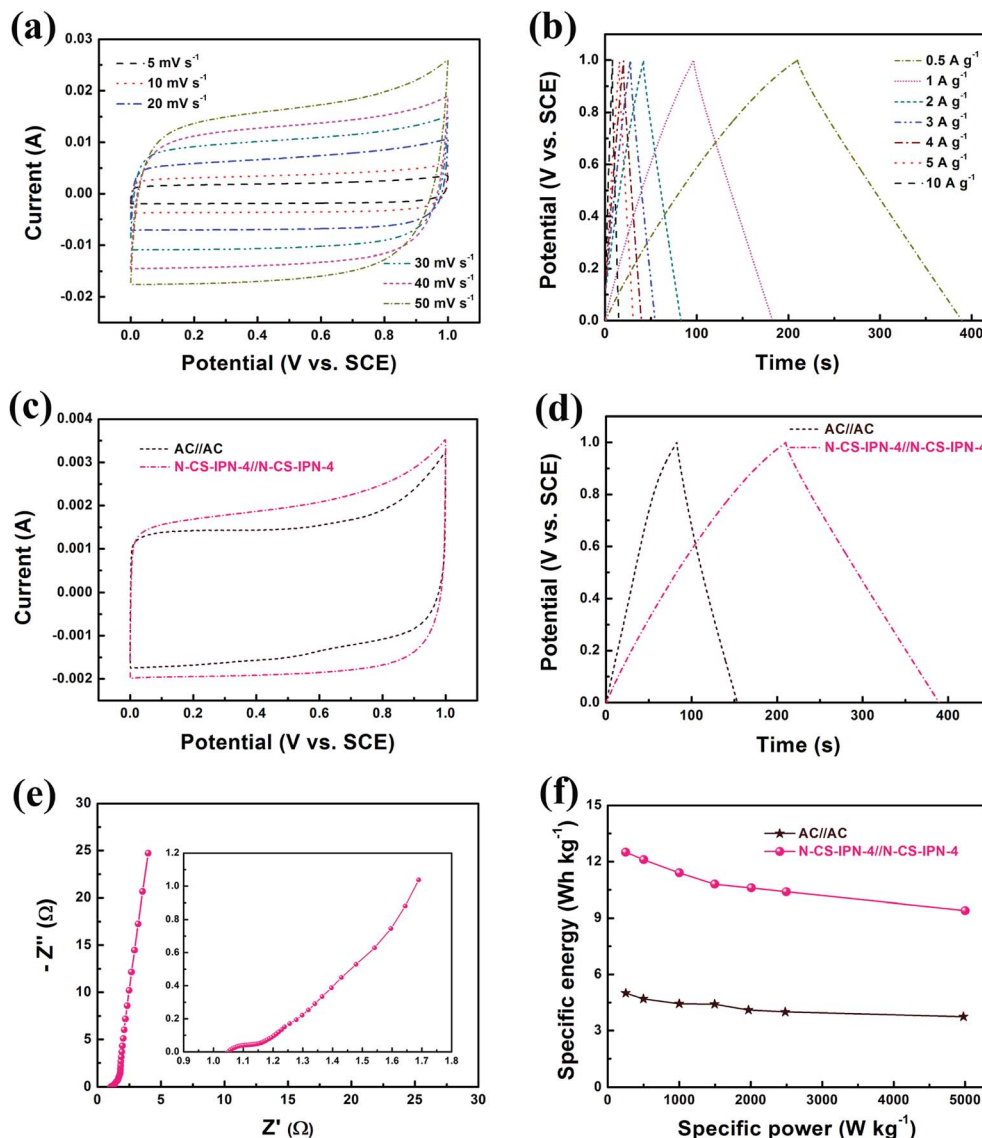 (a)
0.03
0.02
0.01
0.00
-0.01
-0.02
Current (A)
5 mV s⁻¹
10 mV s⁻¹
20 mV s⁻¹
30 mV s⁻¹
40 mV s⁻¹
50 mV s⁻¹
0.0 0.2 0.4 0.6 0.8 1.0
Potential (V vs. SCE)
(b)
1.0
0.8
0.6
0.4
0.2
0.0
Potential (V vs. SCE)
0.5 A g⁻¹
1 A g⁻¹
2 A g⁻¹
3 A g⁻¹
4 A g⁻¹
5 A g⁻¹
10 A g⁻¹
0 100 200 300 400
Time (s)
(c)
0.004
0.003
0.002
0.001
0.000
-0.001
-0.002
Current (A)
AC//AC
N-CS-IPN-4//N-CS-IPN-4
0.0 0.2 0.4 0.6 0.8 1.0
Potential (V vs. SCE)
(d)
1.0
0.8
0.6
0.4
0.2
0.0
Potential (V vs. SCE)
AC//AC
N-CS-IPN-4//N-CS-IPN-4
0 100 200 300 400
Time (s)
(e)
30
25
20
15
10
5
0
- Z'' (Ω)
1.2
1.0
0.8
0.6
0.4
0.2
0.0
0.9 1.0 1.1 1.2 1.3 1.4 1.5 1.6 1.7 1.8
0 5 10 15 20 25 30
Z' (Ω)
(f)
15
12
9
6
3
0
Specific energy (Wh kg⁻¹)
AC//AC
N-CS-IPN-4//N-CS-IPN-4
0 1000 2000 3000 4000 5000
Specific power (W kg⁻¹)